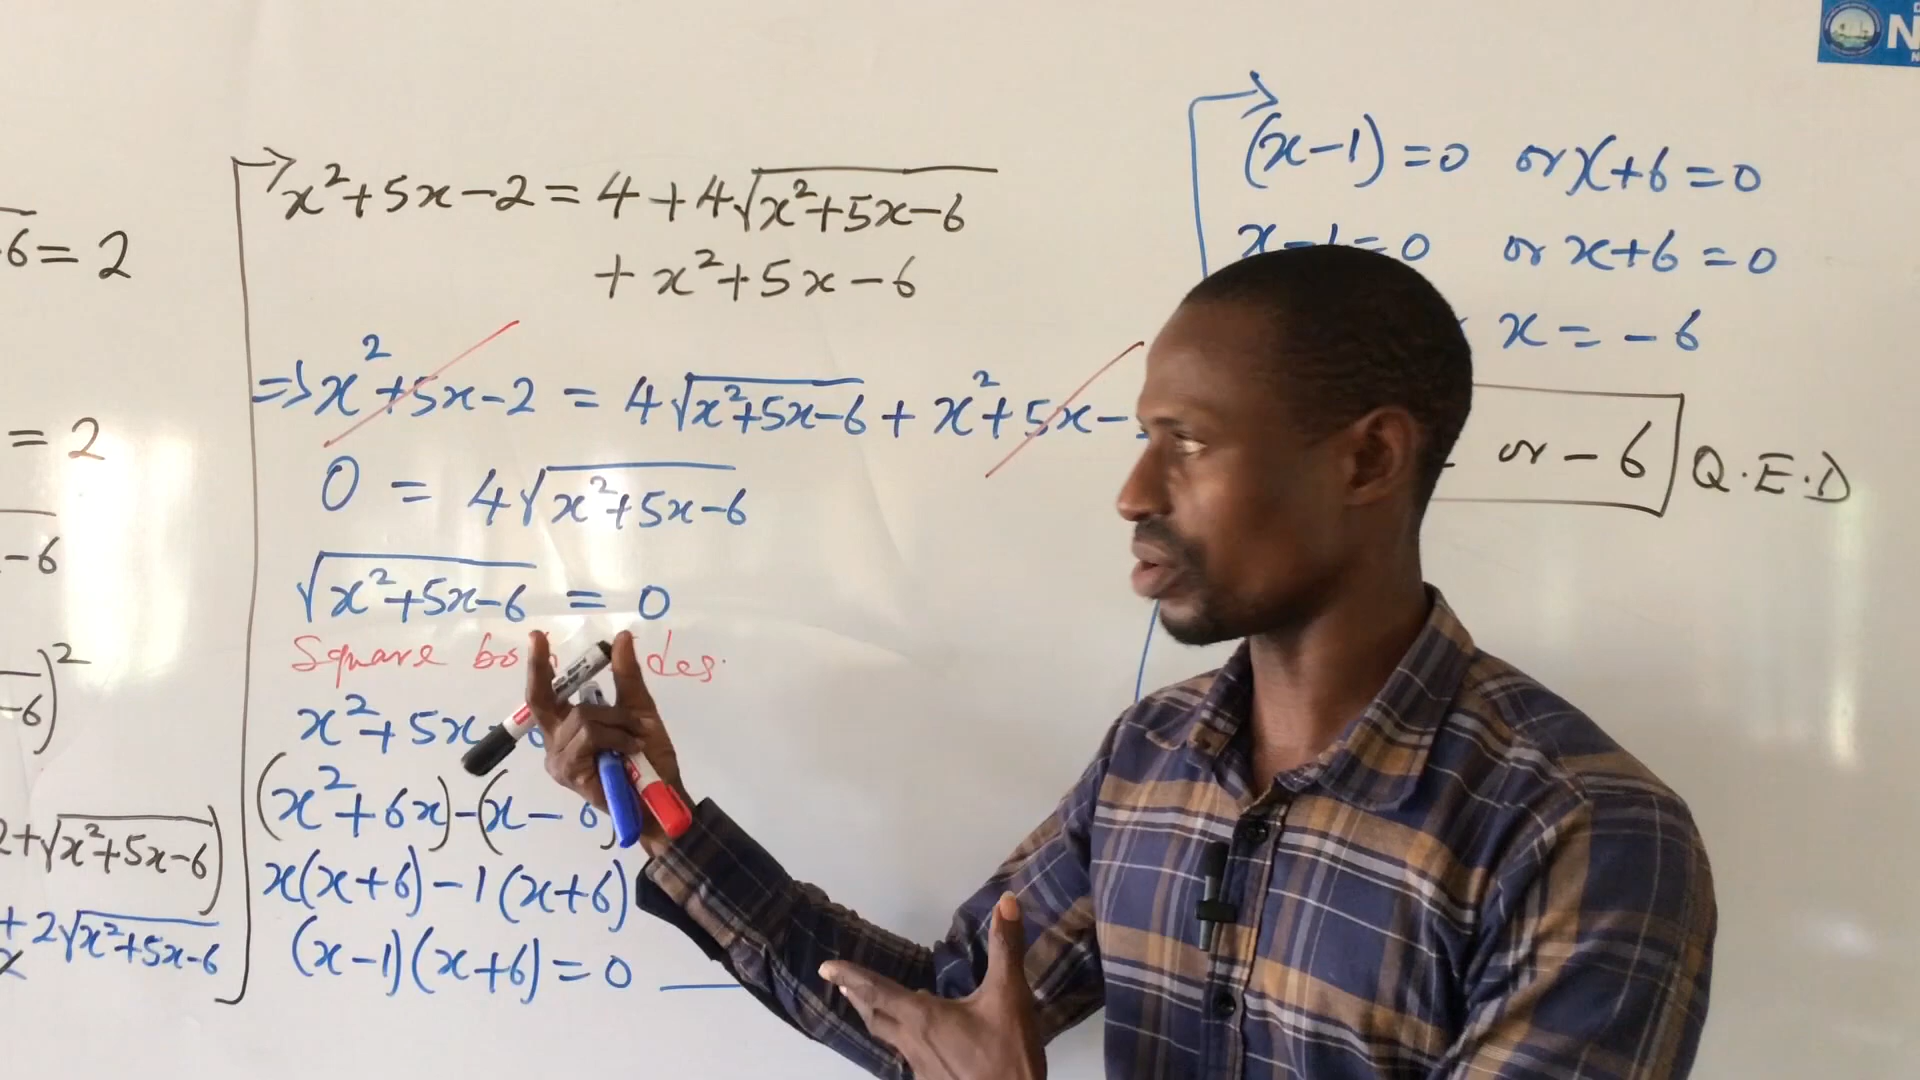 6 = 2
= 2
-6
-6)²
2+√x²+5x-6)
+ 2√x²+5x-6
x²+5x-2 = 4+4√x²+5x-6
+ x²+5x-6
=> x²+5x-2 = 4√x²+5x-6 + x²+5x-
0 = 4√x²+5x-6
√x²+5x-6 = 0
Square
x²+5x
(x²+6x)-(x-6)
x(x+6)-1(x+6)
(x-1)(x+6)=0
(x-1)=0 or x+6=0
x-1=0 or x+6=0
x = -6
or -6 Q.E.D
N